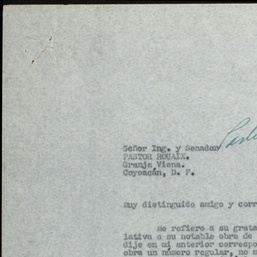 Señor Ing. y Senador
PASTOR ROUAIX.
Granja Viena.
Coyoacán, D. F.
Muy distinguido amigo y corr
Me refiero a su grata
lativa a su notable obra de
dije en mi anterior correspo
obra un número regular, no m